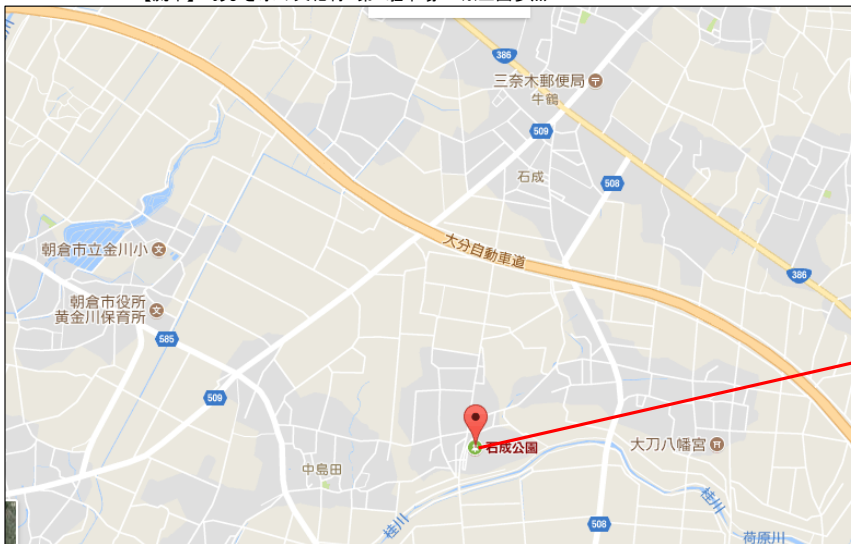 386
三奈木郵便局
牛鶴
509
石成
508
大分自動車道
386
朝倉市立金川小
文
朝倉市役所
黄金川保育所
文
585
509
石成公園
大刀八幡宮
中島田
桂川
桂川
508
荷原川